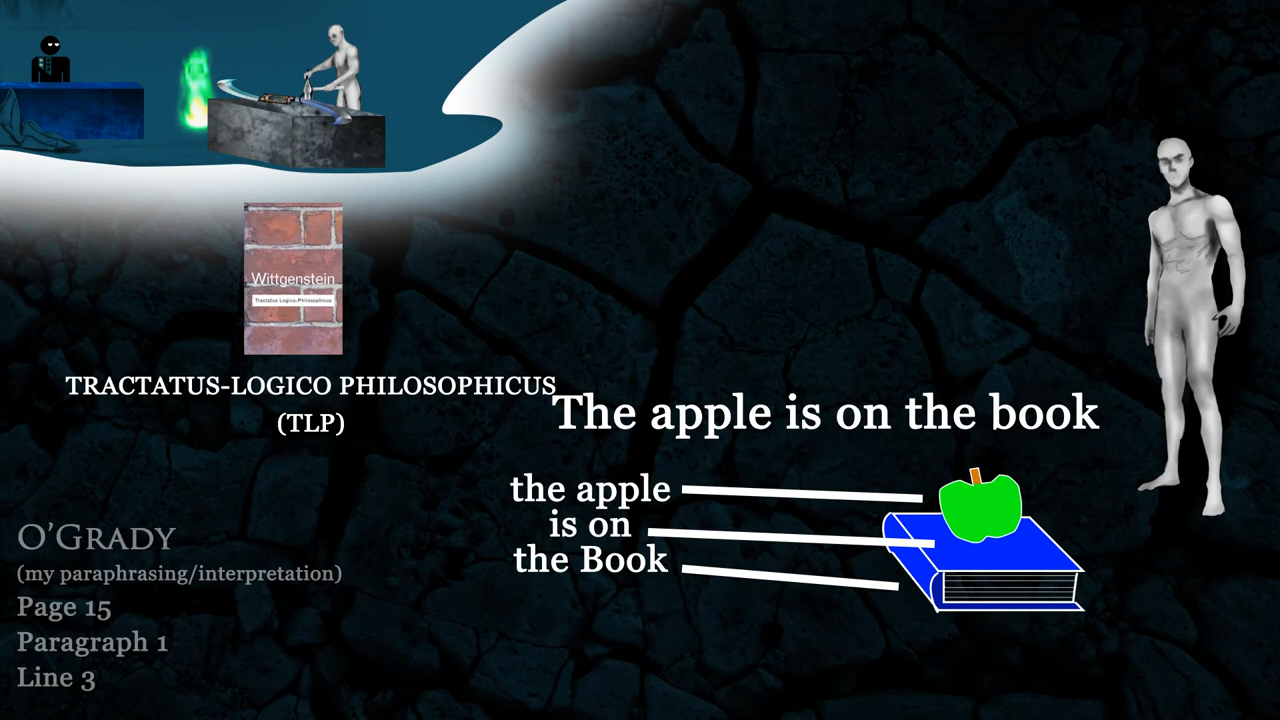 Wittgenstein
Tractatus Logico-Philosophicus
TRACTATUS-LOGICO PHILOSOPHICUS
(TLP)
The apple is on the book
the apple
is on
the Book
O'GRADY
(my paraphrasing/interpretation)
Page 15
Paragraph 1
Line 3